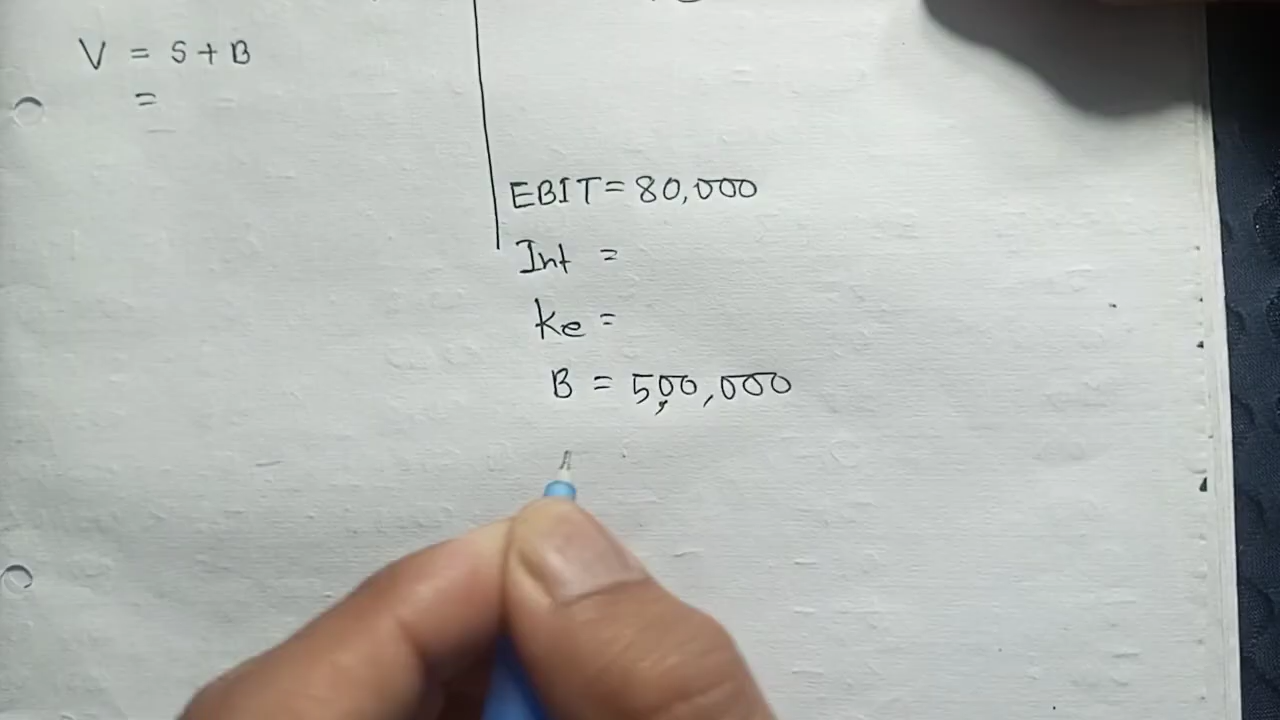 V = S + B
=
EBIT = 80,000
Int =
Ke =
B = 500,000